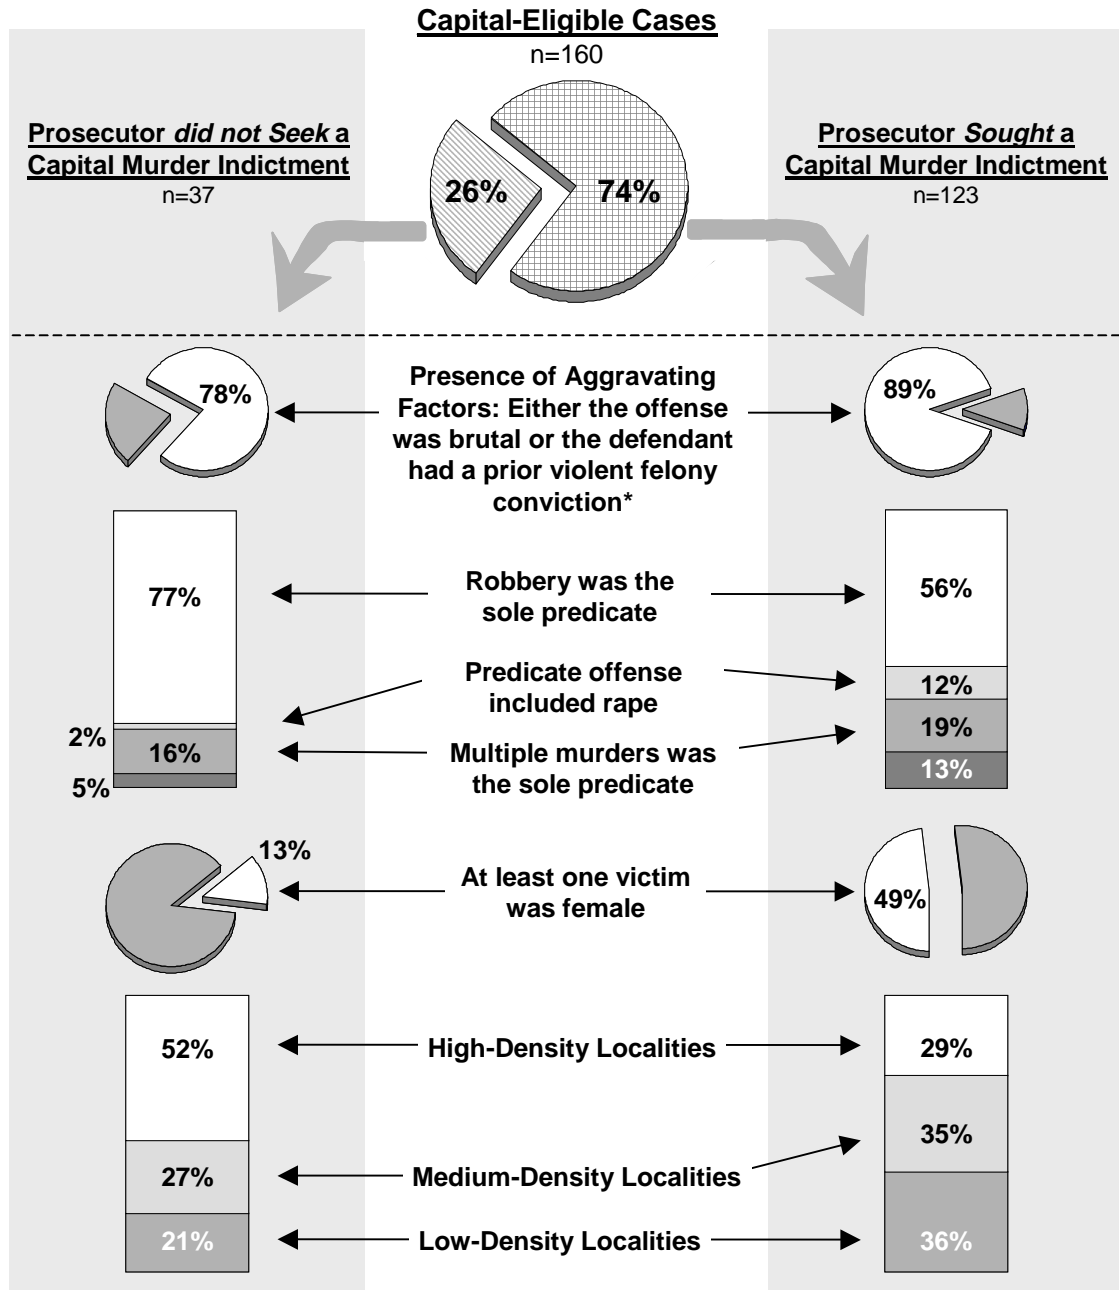 Capital-Eligible Cases
n=160
Prosecutor did not Seek a
Capital Murder Indictment
n=37
26%
74%
Prosecutor Sought a
Capital Murder Indictment
n=123
78%
Presence of Aggravating
Factors: Either the offense
was brutal or the defendant
had a prior violent felony
conviction*
89%
77%
Robbery was the
sole predicate
56%
Predicate offense
included rape
12%
2%
16%
5%
Multiple murders was
the sole predicate
19%
13%
13%
At least one victim
was female
49%
52%
High-Density Localities
29%
27%
Medium-Density Localities
35%
21%
Low-Density Localities
36%